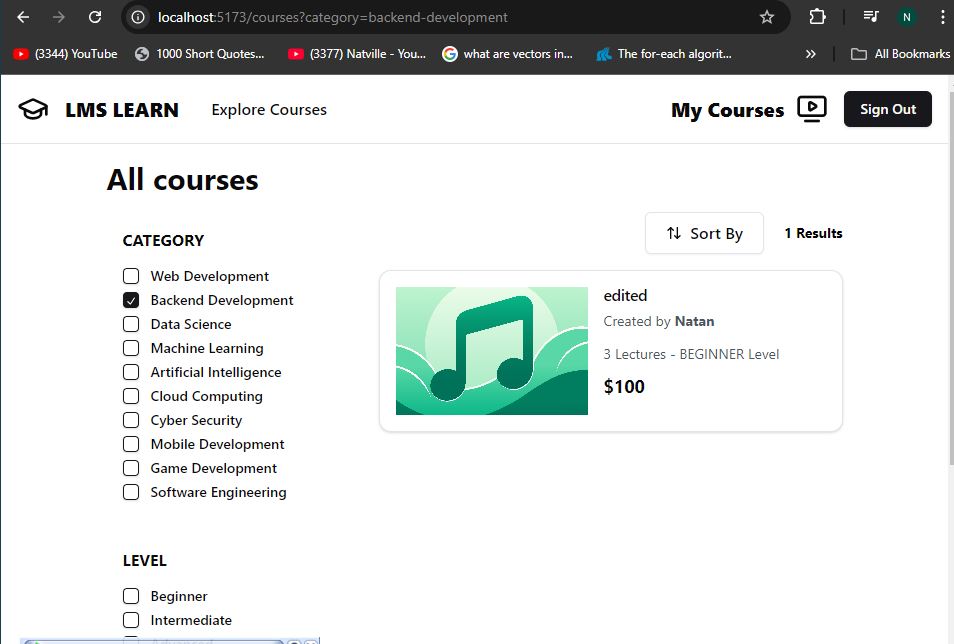 localhost:5173/courses?category=backend-development
N
(3344) YouTube
1000 Short Quotes...
(3377) Natville - You...
what are vectors in...
The for-each algorit...
»
All Bookmarks
LMS LEARN
Explore Courses
My Courses
Sign Out
All courses
Sort By
1 Results
CATEGORY
Web Development
Backend Development
Data Science
Machine Learning
Artificial Intelligence
Cloud Computing
Cyber Security
Mobile Development
Game Development
Software Engineering
edited
Created by Natan
3 Lectures - BEGINNER Level
$100
LEVEL
Beginner
Intermediate